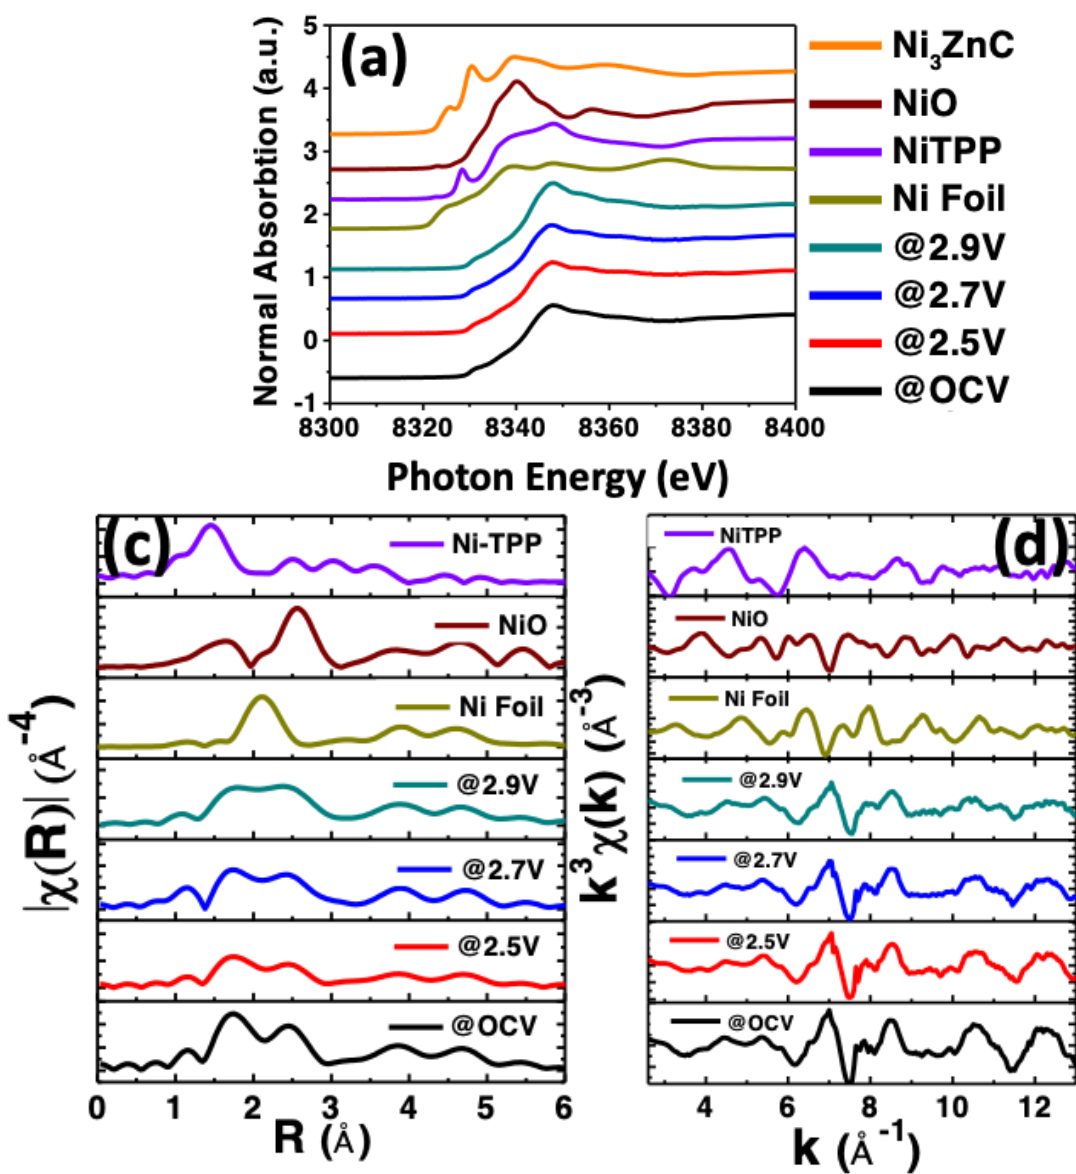 (a)
Normal Absorbtion (a.u.)
5
4
3
2
1
0
-1
8300 8320 8340 8360 8380 8400
Photon Energy (eV)
Ni₃ZnC
NiO
NiTPP
Ni Foil
@2.9V
@2.7V
@2.5V
@OCV
(c)
|χ(R)| (Å⁻⁴)
Ni-TPP
NiO
Ni Foil
@2.9V
@2.7V
@2.5V
@OCV
0 1 2 3 4 5 6
R (Å)
(d)
k³ χ(k) (Å⁻³)
NiTPP
NiO
Ni Foil
@2.9V
@2.7V
@2.5V
@OCV
4 6 8 10 12
k (Å⁻¹)